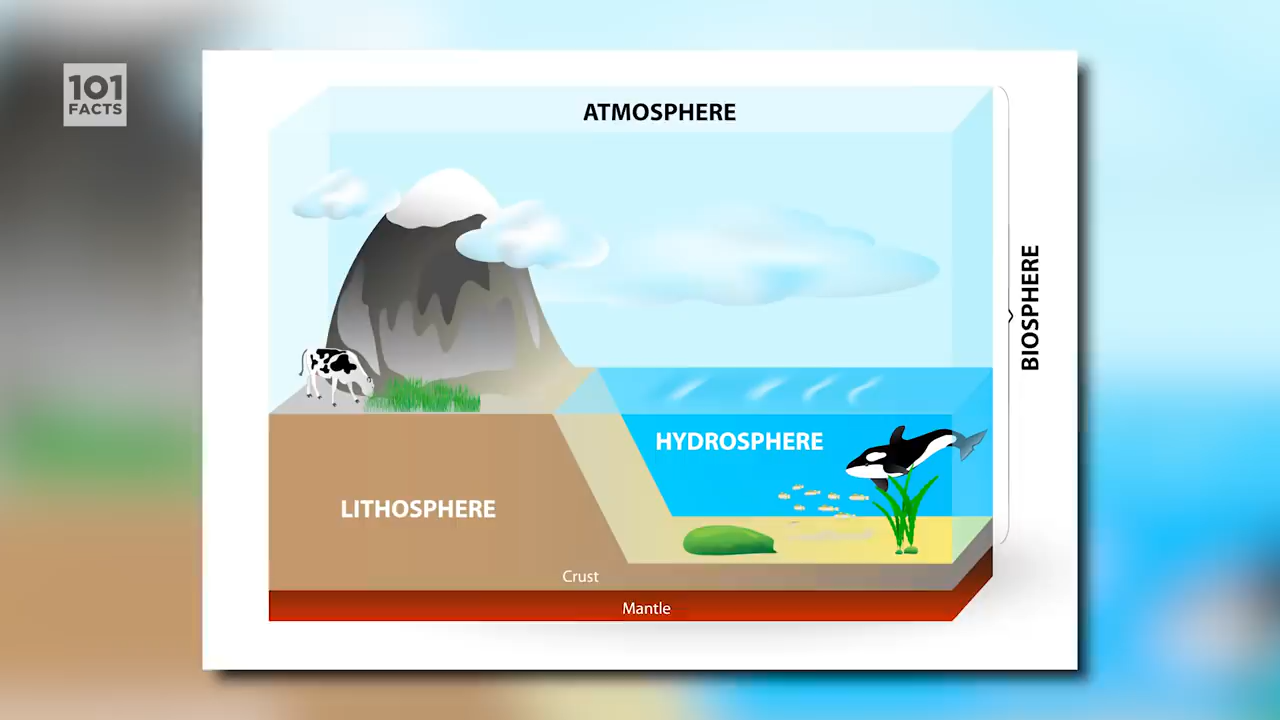 101
FACTS
ATMOSPHERE
BIOSPHERE
HYDROSPHERE
LITHOSPHERE
Crust
Mantle